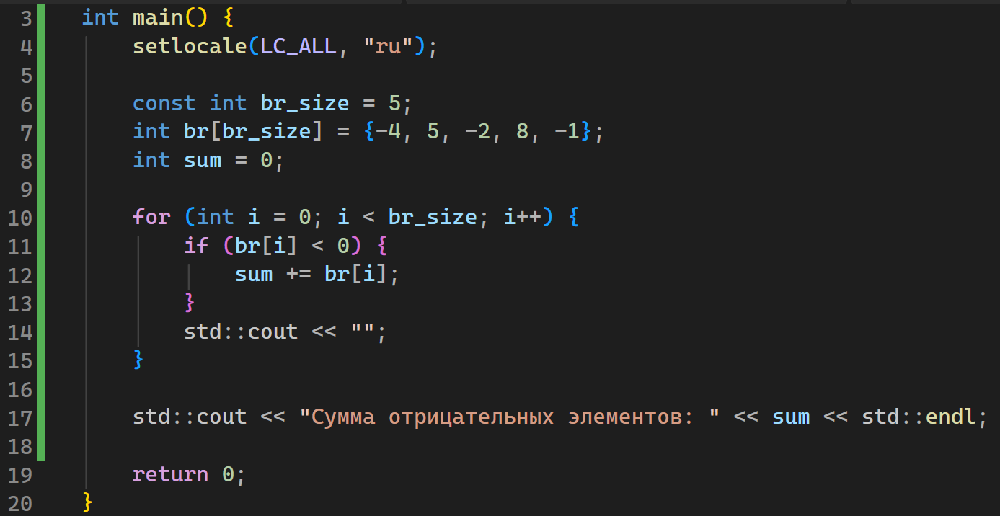 3 int main() {
4 setlocale(LC_ALL, "ru");
5
6 const int br_size = 5;
7 int br[br_size] = {-4, 5, -2, 8, -1};
8 int sum = 0;
9
10 for (int i = 0; i < br_size; i++) {
11 if (br[i] < 0) {
12 sum += br[i];
13 }
14 std::cout << "";
15 }
16
17 std::cout << "Сумма отрицательных элементов: " << sum << std::endl;
18
19 return 0;
20 }